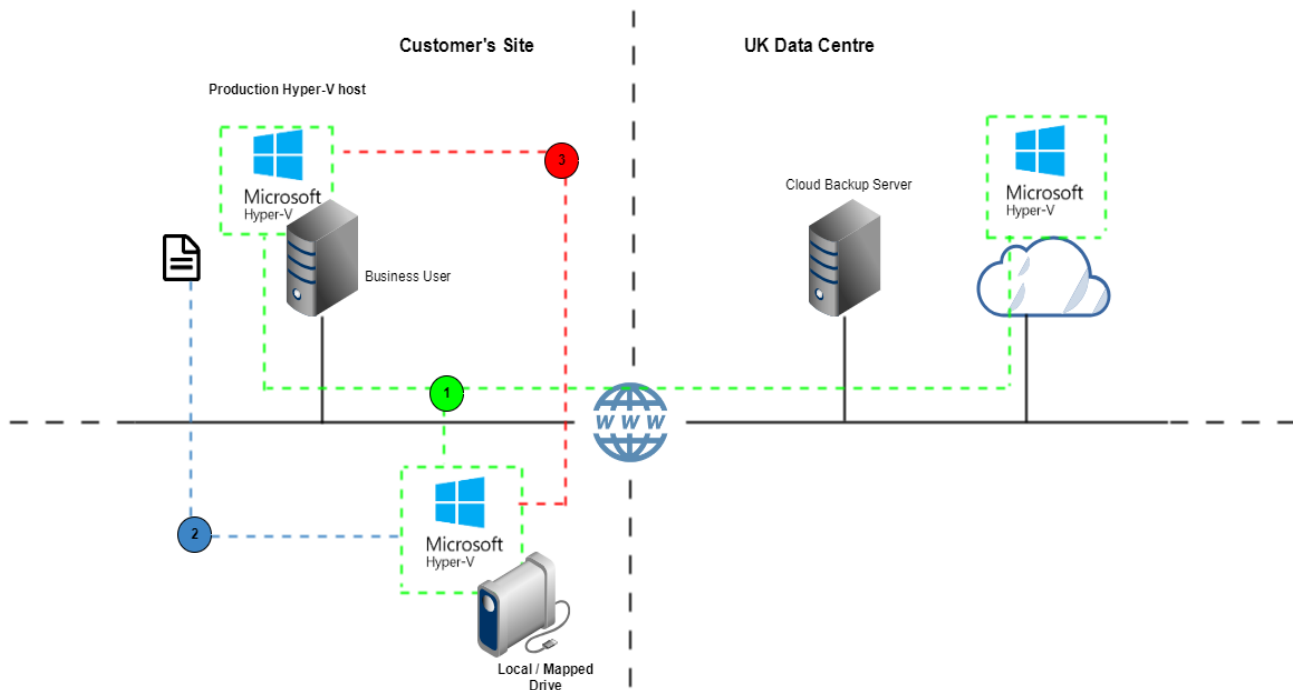 Customer's Site
UK Data Centre
Production Hyper-V host
Microsoft
Hyper-V
3
Business User
Cloud Backup Server
Microsoft
Hyper-V
1
WWW
2
Microsoft
Hyper-V
Local / Mapped
Drive